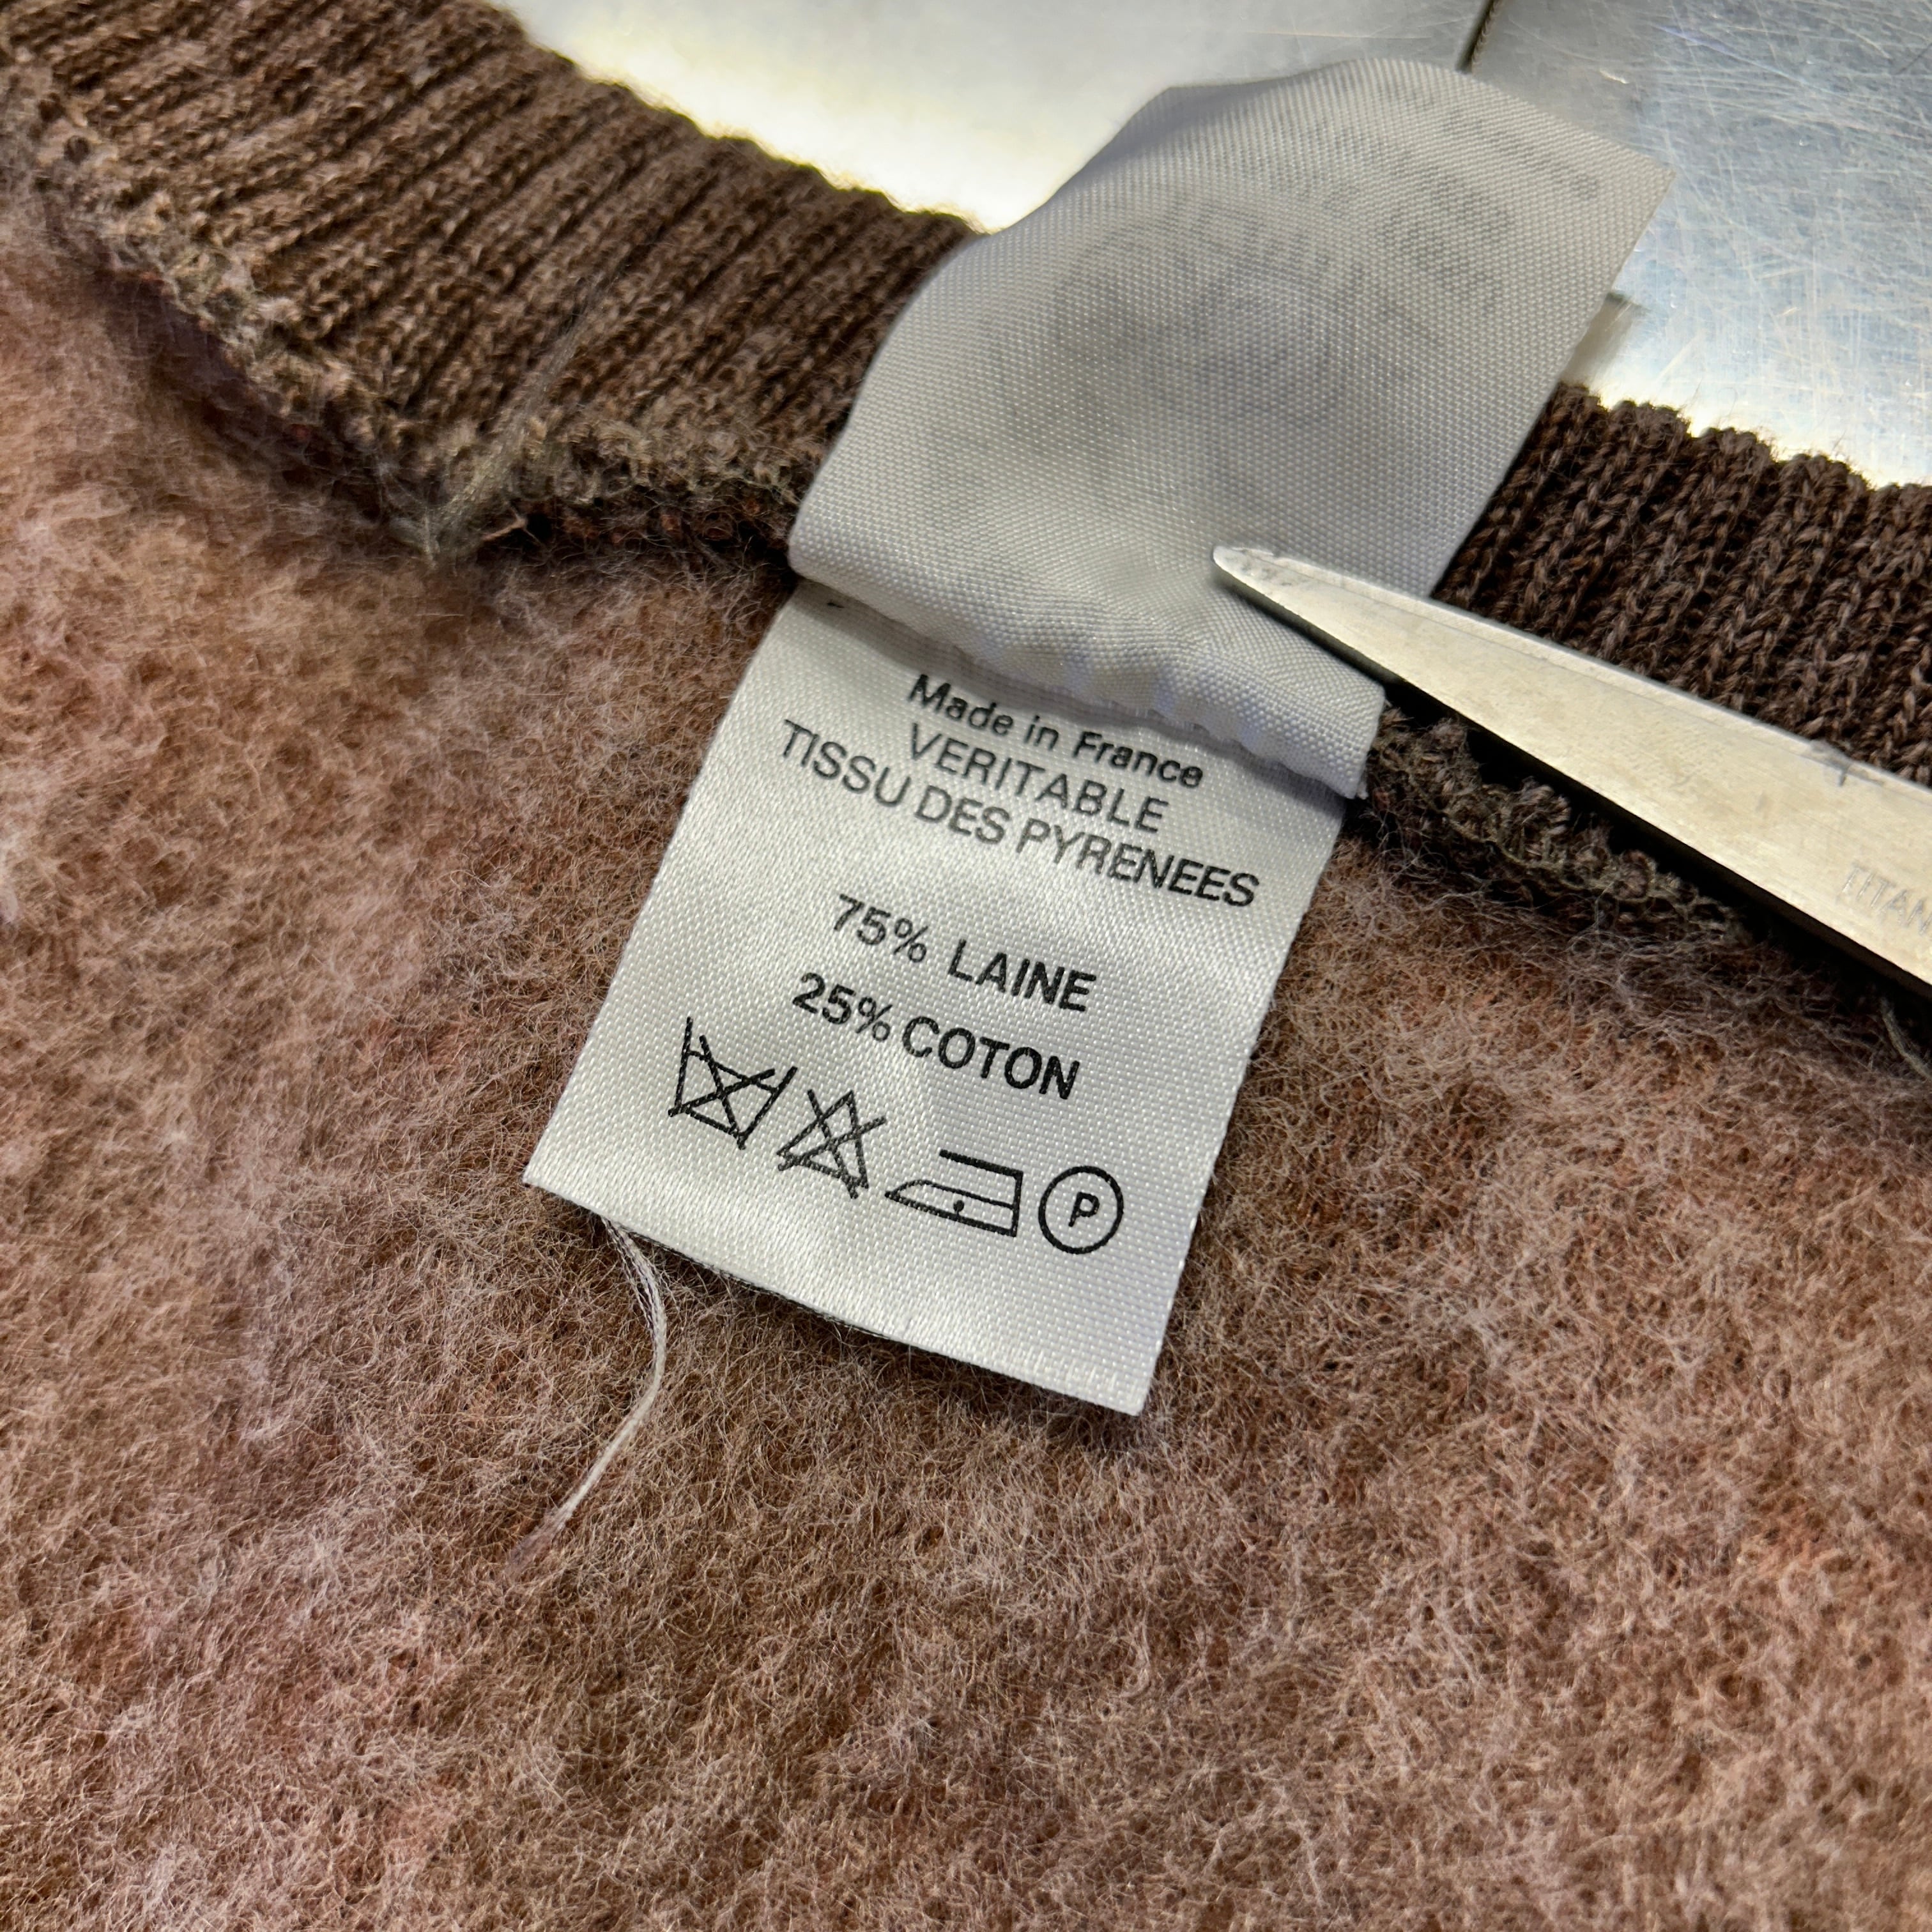 Made in France
VERITABLE
TISSU DES PYRENEES
75% LAINE
25% COTON
P